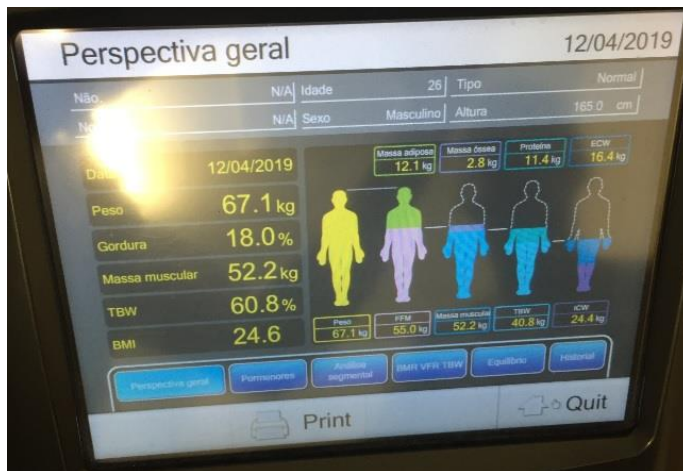 Perspectiva geral 12/04/2019
Não. N/A Idade 26 Tipo Normal
N/A Sexo Masculino Altura 165.0 cm
12/04/2019
Peso 67.1 kg
Gordura 18.0%
Massa muscular 52.2 kg
TBW 60.8%
BMI 24.6
Massa adiposa Massa óssea Proteína ECW
12.1 kg 2.8 kg 11.4 kg 16.4 kg
Peso FFM Massa muscular TBW ICW
67.1 kg 55.0 kg 52.2 kg 40.8 kg 24.4 kg
Perspectiva geral Pormenores Análise segmental BMR VFR TBW Equilíbrio Historial
Print Quit